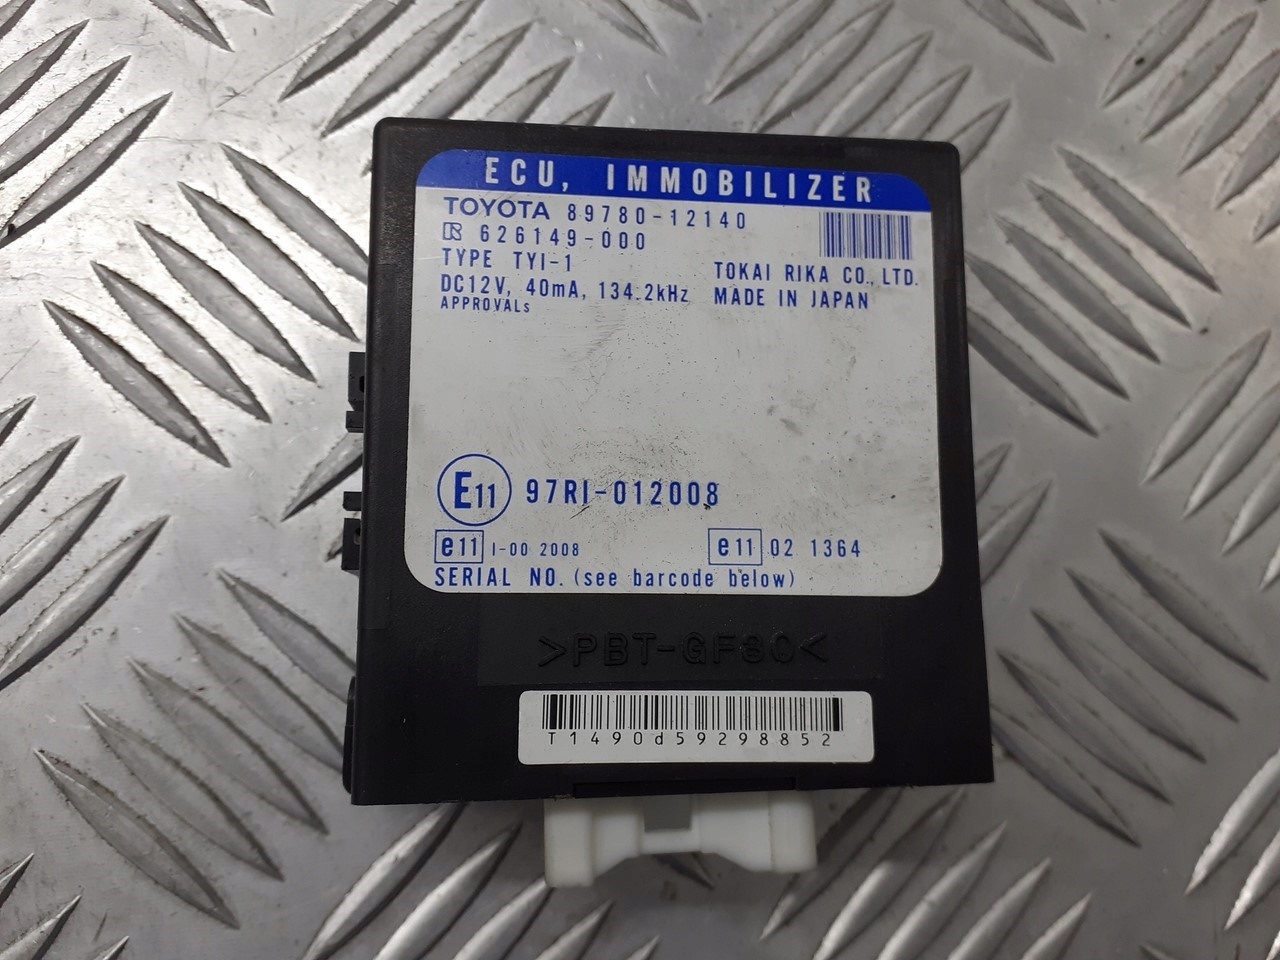 ECU, IMMOBILIZER
TOYOTA 89780-12140
R 626149-000
TYPE TYI-1
TOKAI RIKA CO., LTD.
DC12V, 40mA, 134.2kHz
MADE IN JAPAN
APPROVALs
E11 97RI-012008
e11 I-00 2008
e11 02 1364
SERIAL NO. (see barcode below)
>PBT-GF30<
T1490d59298852